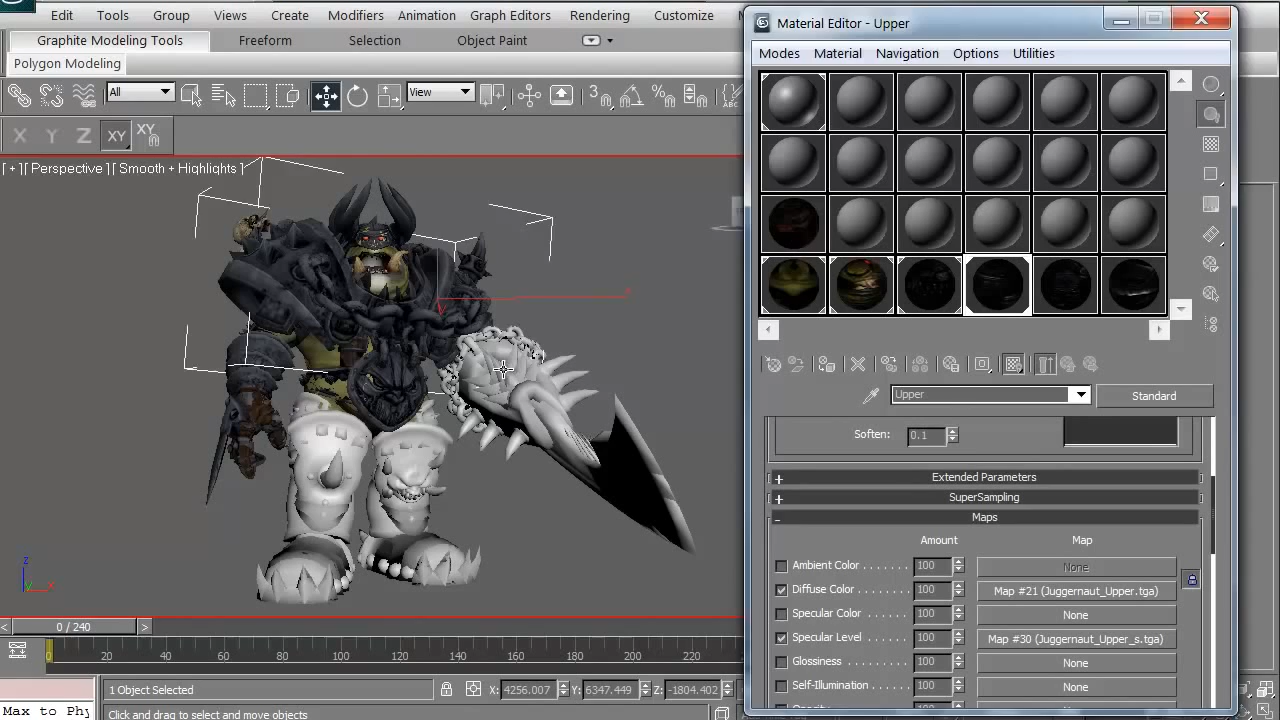 Edit Tools Group Views Create Modifiers Animation Graph Editors Rendering Customize
Material Editor - Upper
Graphite Modeling Tools Freeform Selection Object Paint
Modes Material Navigation Options Utilities
Polygon Modeling
All View
X Y Z XY XY
[ + ][ Perspective ][ Smooth + Highlights ]
Upper Standard
Soften: 0.1
+ Extended Parameters
+ SuperSampling
- Maps
Amount Map
Ambient Color . . . . . . . 100 None
Diffuse Color . . . . . . . 100 Map #21 (Juggernaut_Upper.tga)
Specular Color . . . . . . 100 None
Specular Level . . . . . . 100 Map #30 (Juggernaut_Upper_s.tga)
Glossiness . . . . . . . . 100 None
Self-Illumination . . . . . 100 None
z
y x
x
< 0 / 240 >
0 20 40 60 80 100 120 140 160 180 200 220
1 Object Selected X: 4256.007 Y: 6347.449 Z: -1804.402
Max to Phy Click and drag to select and move objects